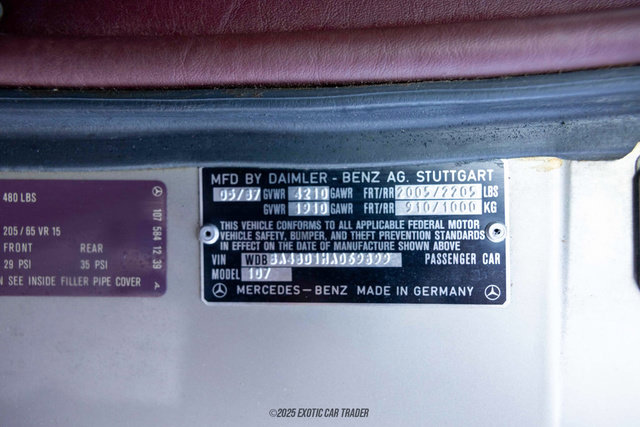 480 LBS
205/65 VR 15
FRONT REAR
29 PSI 35 PSI
N SEE INSIDE FILLER PIPE COVER
107 584 12 39 A
MFD BY DAIMLER-BENZ AG. STUTTGART
05/87 GVWR 4210 GAWR FRT/RR 2005/2205 LBS
GVWR 1910 GAWR FRT/RR 910/1000 KG
THIS VEHICLE CONFORMS TO ALL APPLICABLE FEDERAL MOTOR
VEHICLE SAFETY, BUMPER, AND THEFT PREVENTION STANDARDS
IN EFFECT ON THE DATE OF MANUFACTURE SHOWN ABOVE
VIN WDB PASSENGER CAR
MODEL 107
MERCEDES-BENZ MADE IN GERMANY
©2025 EXOTIC CAR TRADER